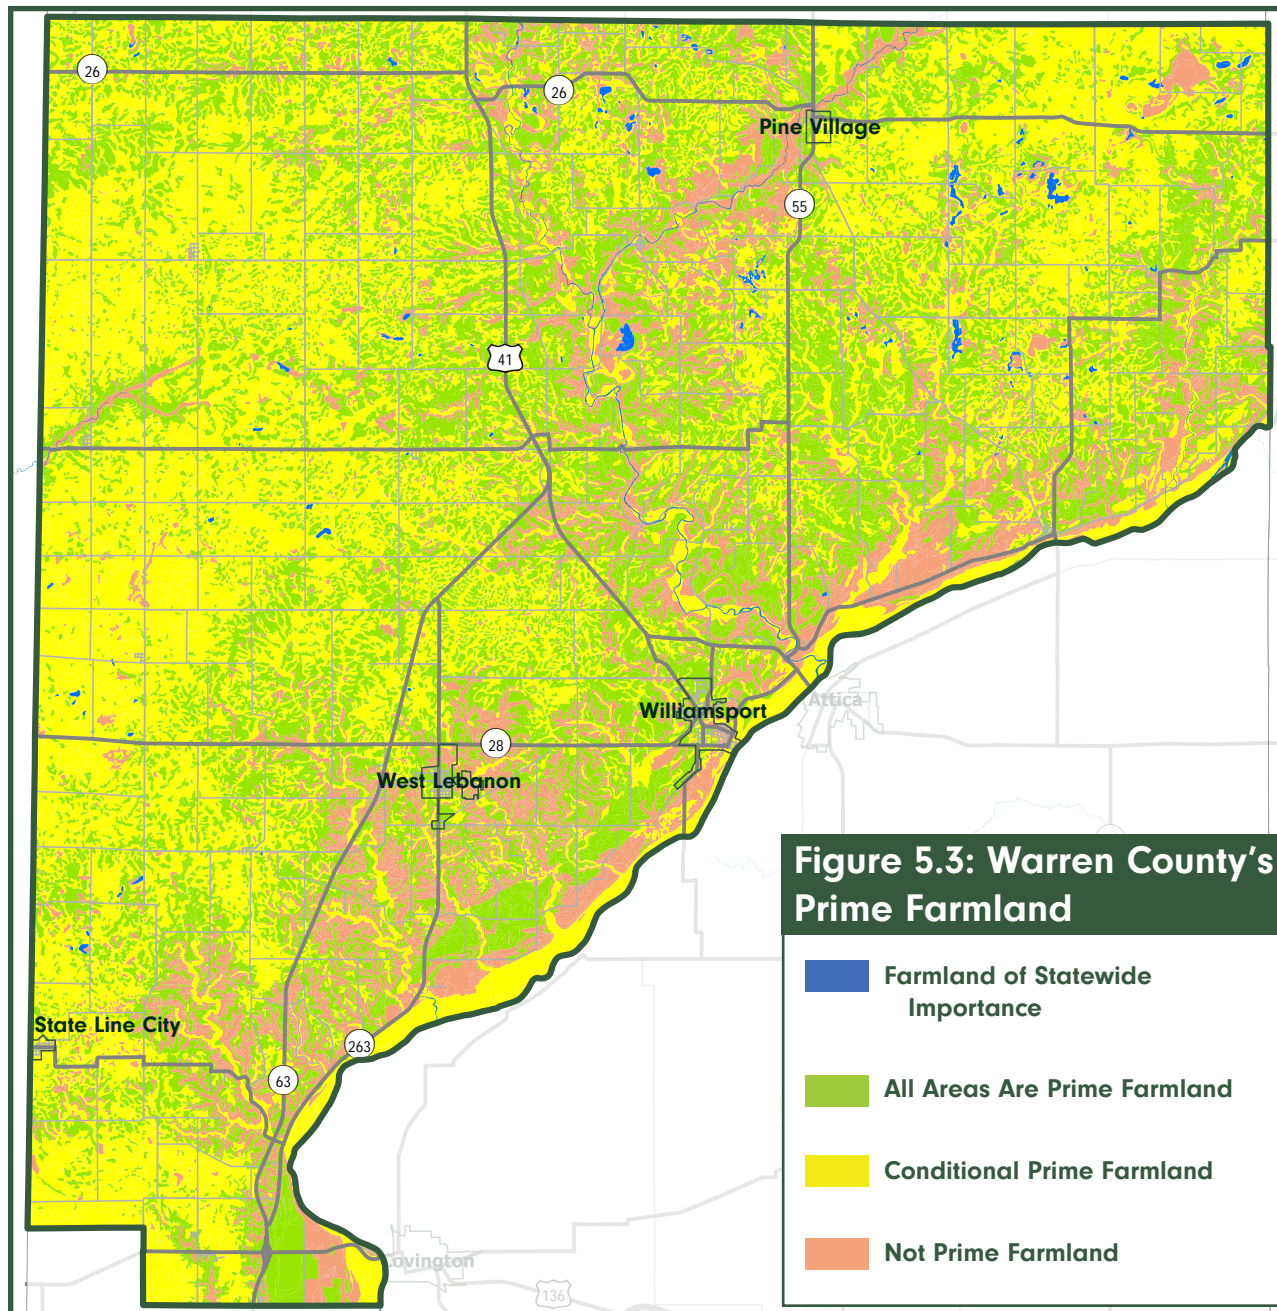 26
26
Pine Village
55
41
Attica
Williamsport
28
West Lebanon
Figure 5.3: Warren County's
Prime Farmland
Farmland of Statewide
Importance
State Line City
263
63
All Areas Are Prime Farmland
Conditional Prime Farmland
Not Prime Farmland
Covington
136